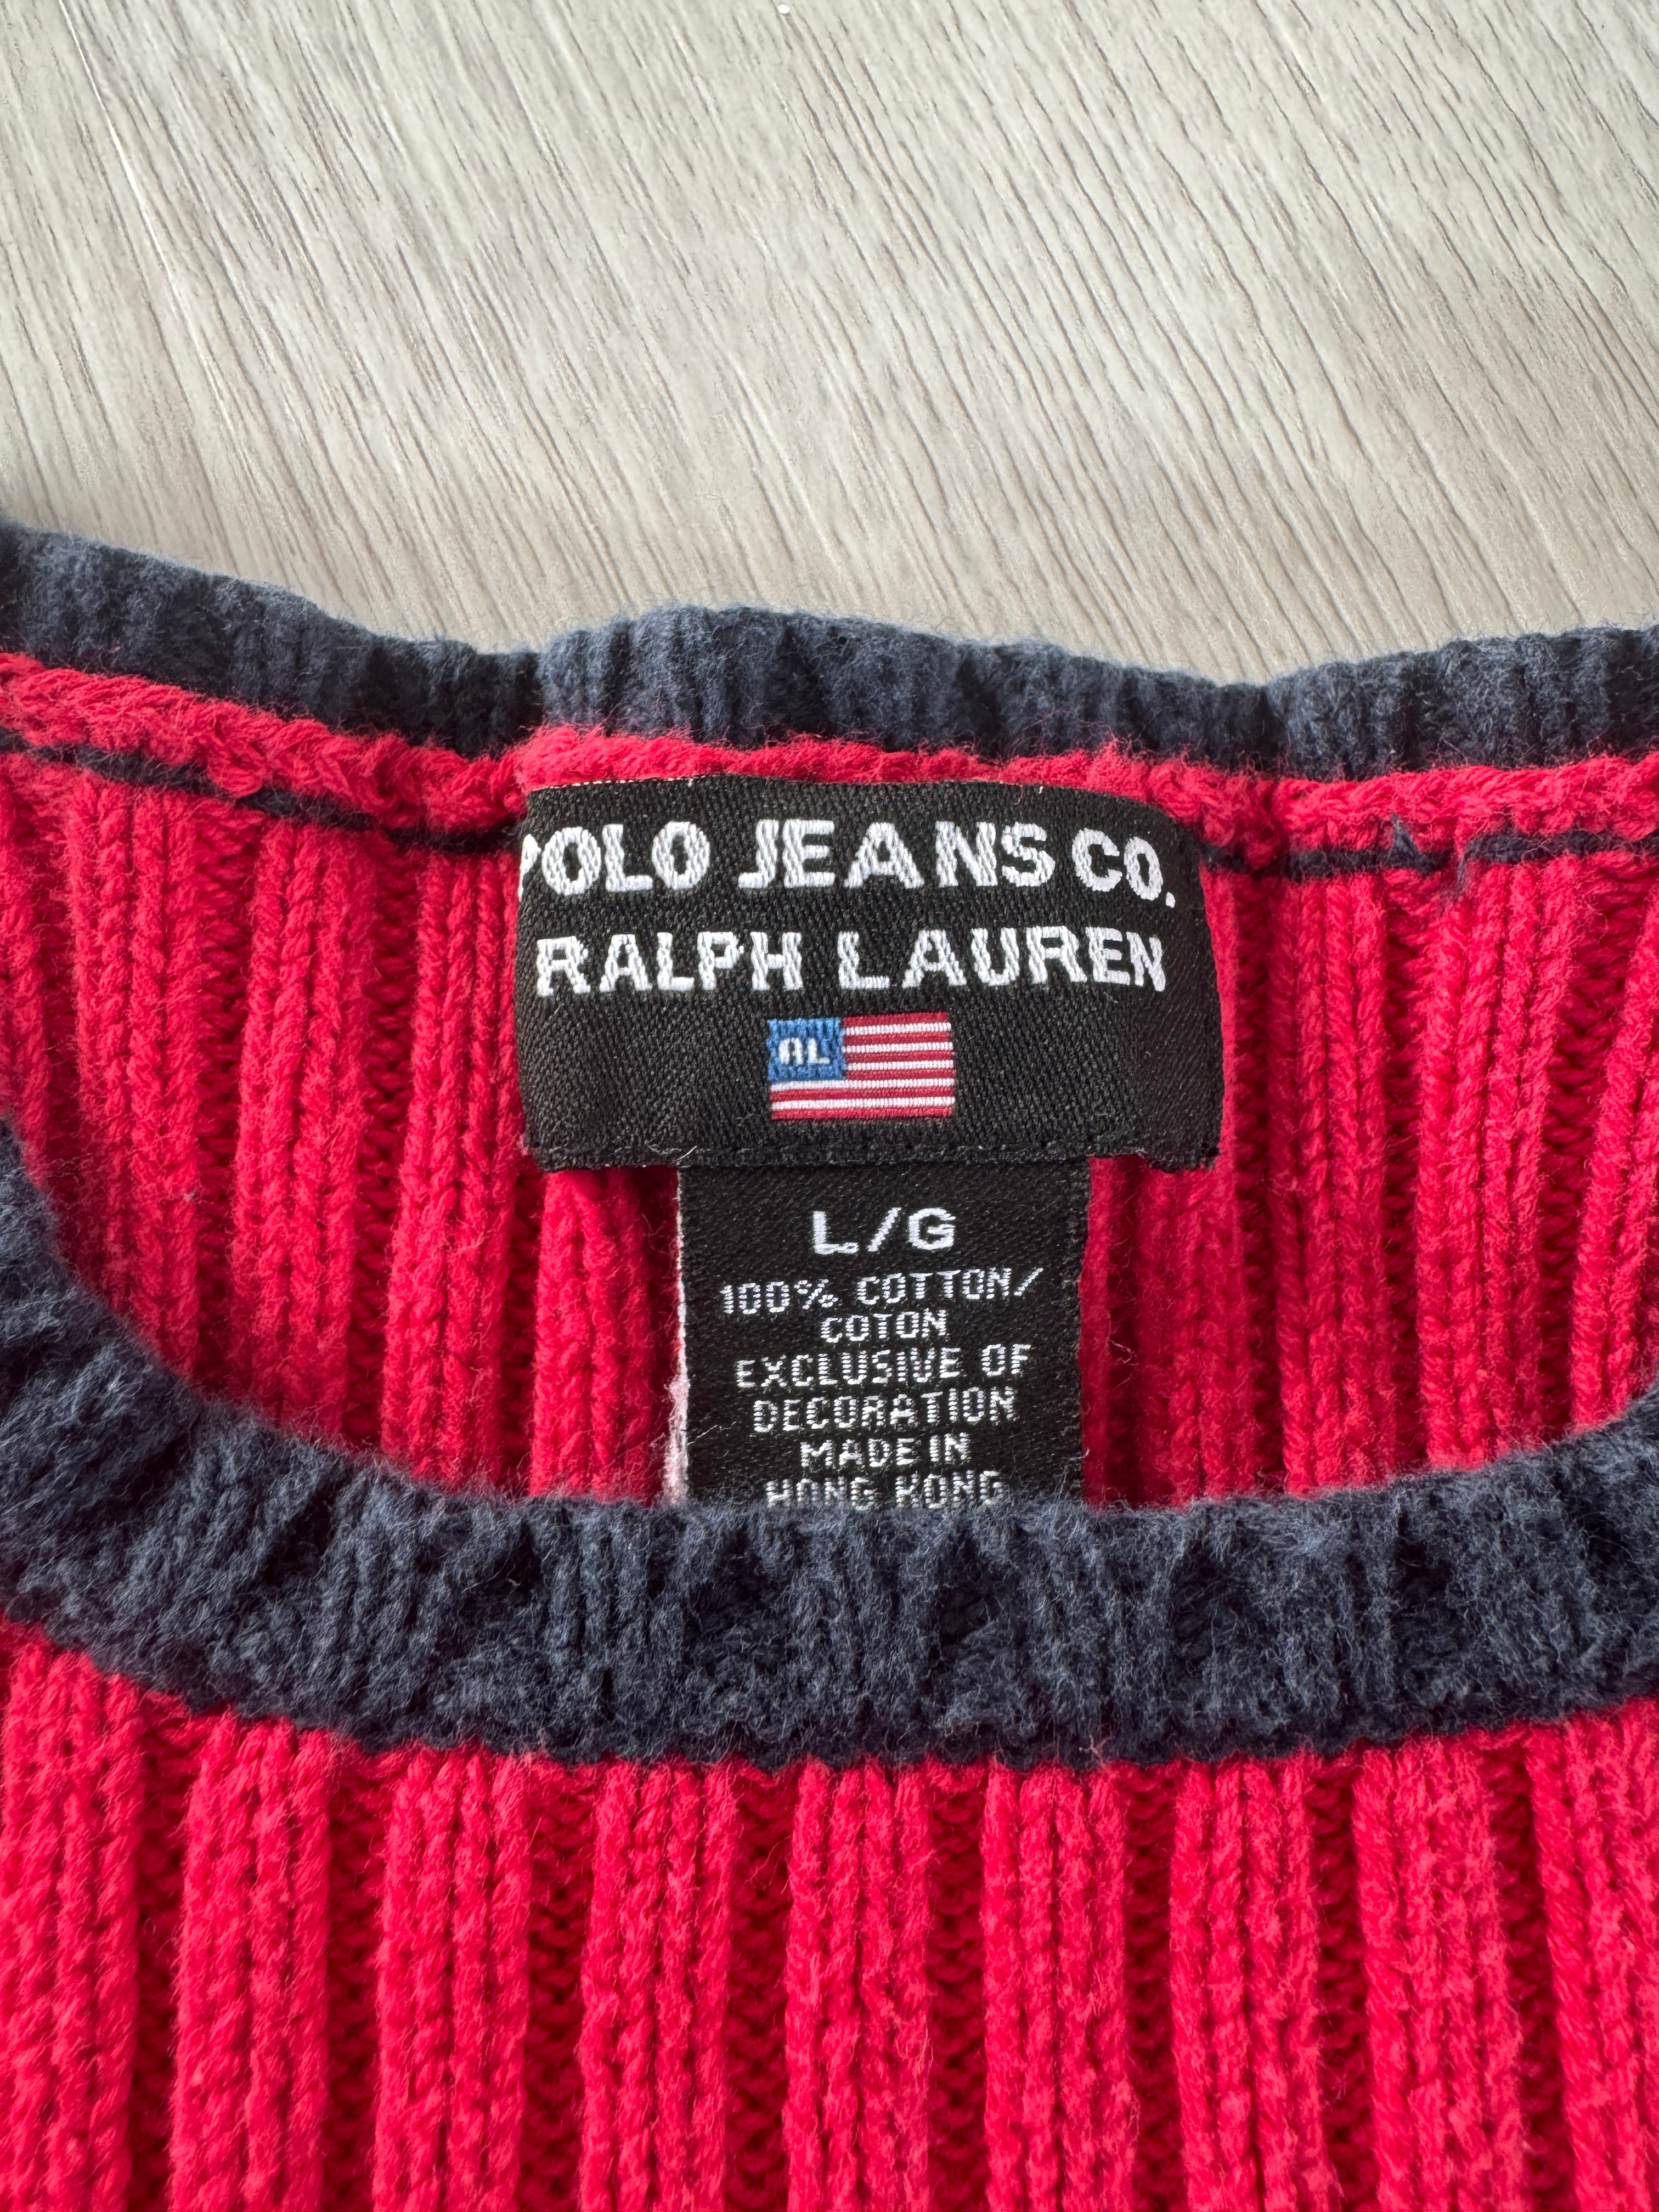 POLO JEANS CO.
RALPH LAUREN
RL
L/G
100% COTTON/
COTON
EXCLUSIVE OF
DECORATION
MADE IN
HONG KONG